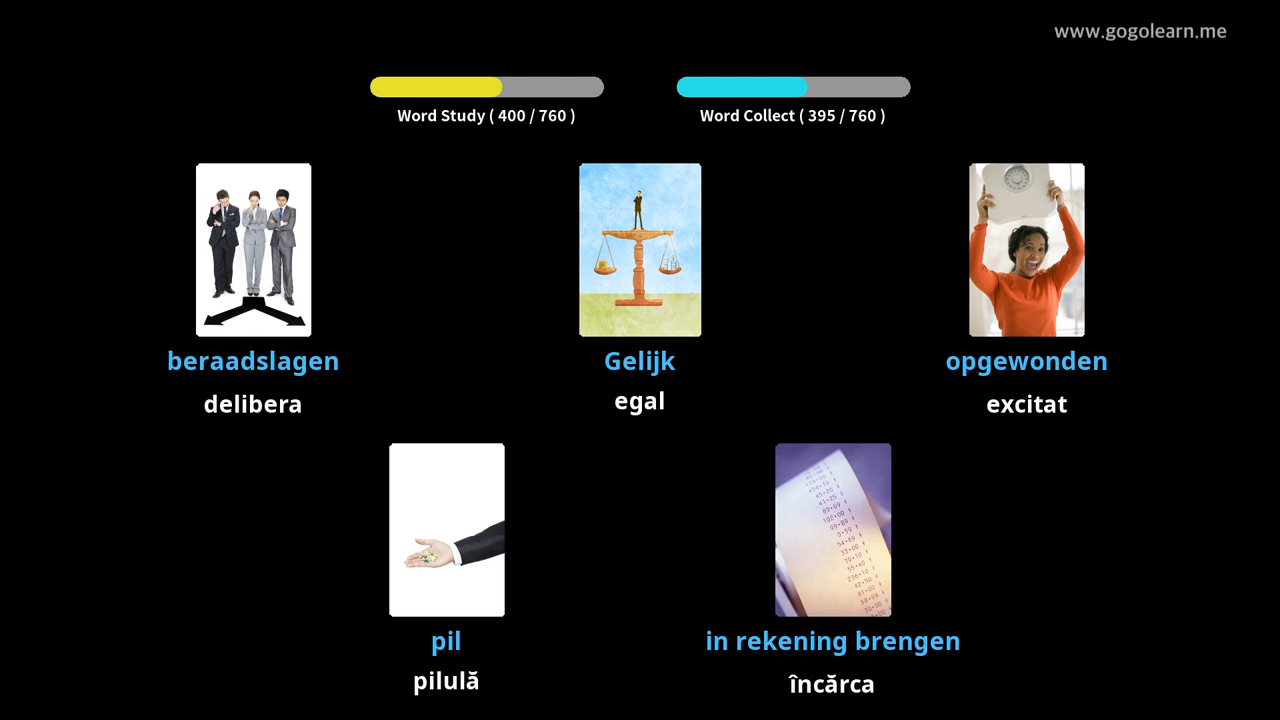 www.gogolearn.me
Word Study ( 400 / 760 )
Word Collect ( 395 / 760 )
beraadslagen
delibera
Gelijk
egal
opgewonden
excitat
pil
pilulă
in rekening brengen
încărca